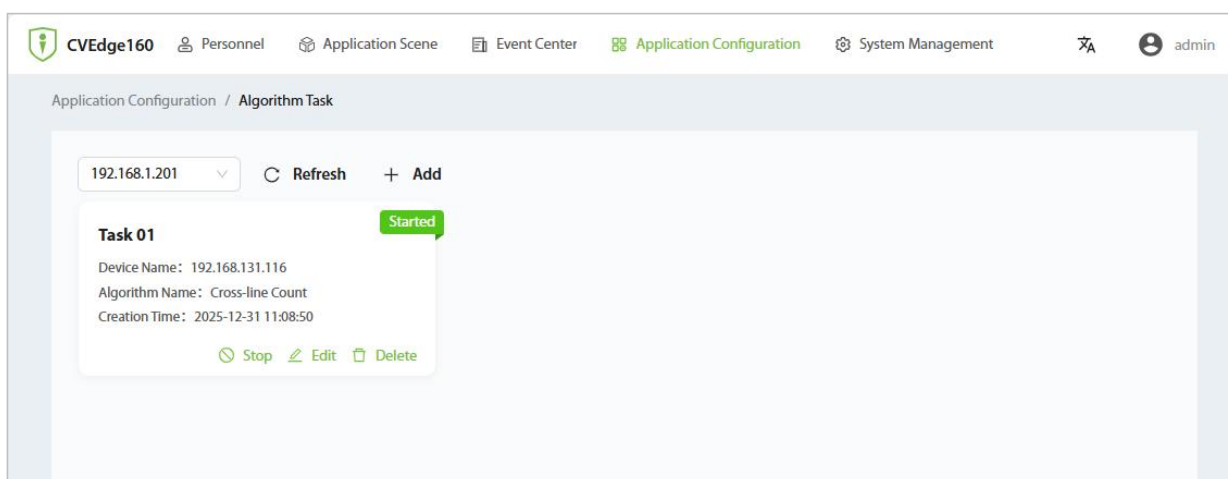 CVEdge160 Personnel Application Scene Event Center Application Configuration System Management 文A admin
Application Configuration / Algorithm Task
192.168.1.201 Refresh + Add
Started
Task 01
Device Name：192.168.131.116
Algorithm Name：Cross-line Count
Creation Time：2025-12-31 11:08:50
Stop Edit Delete